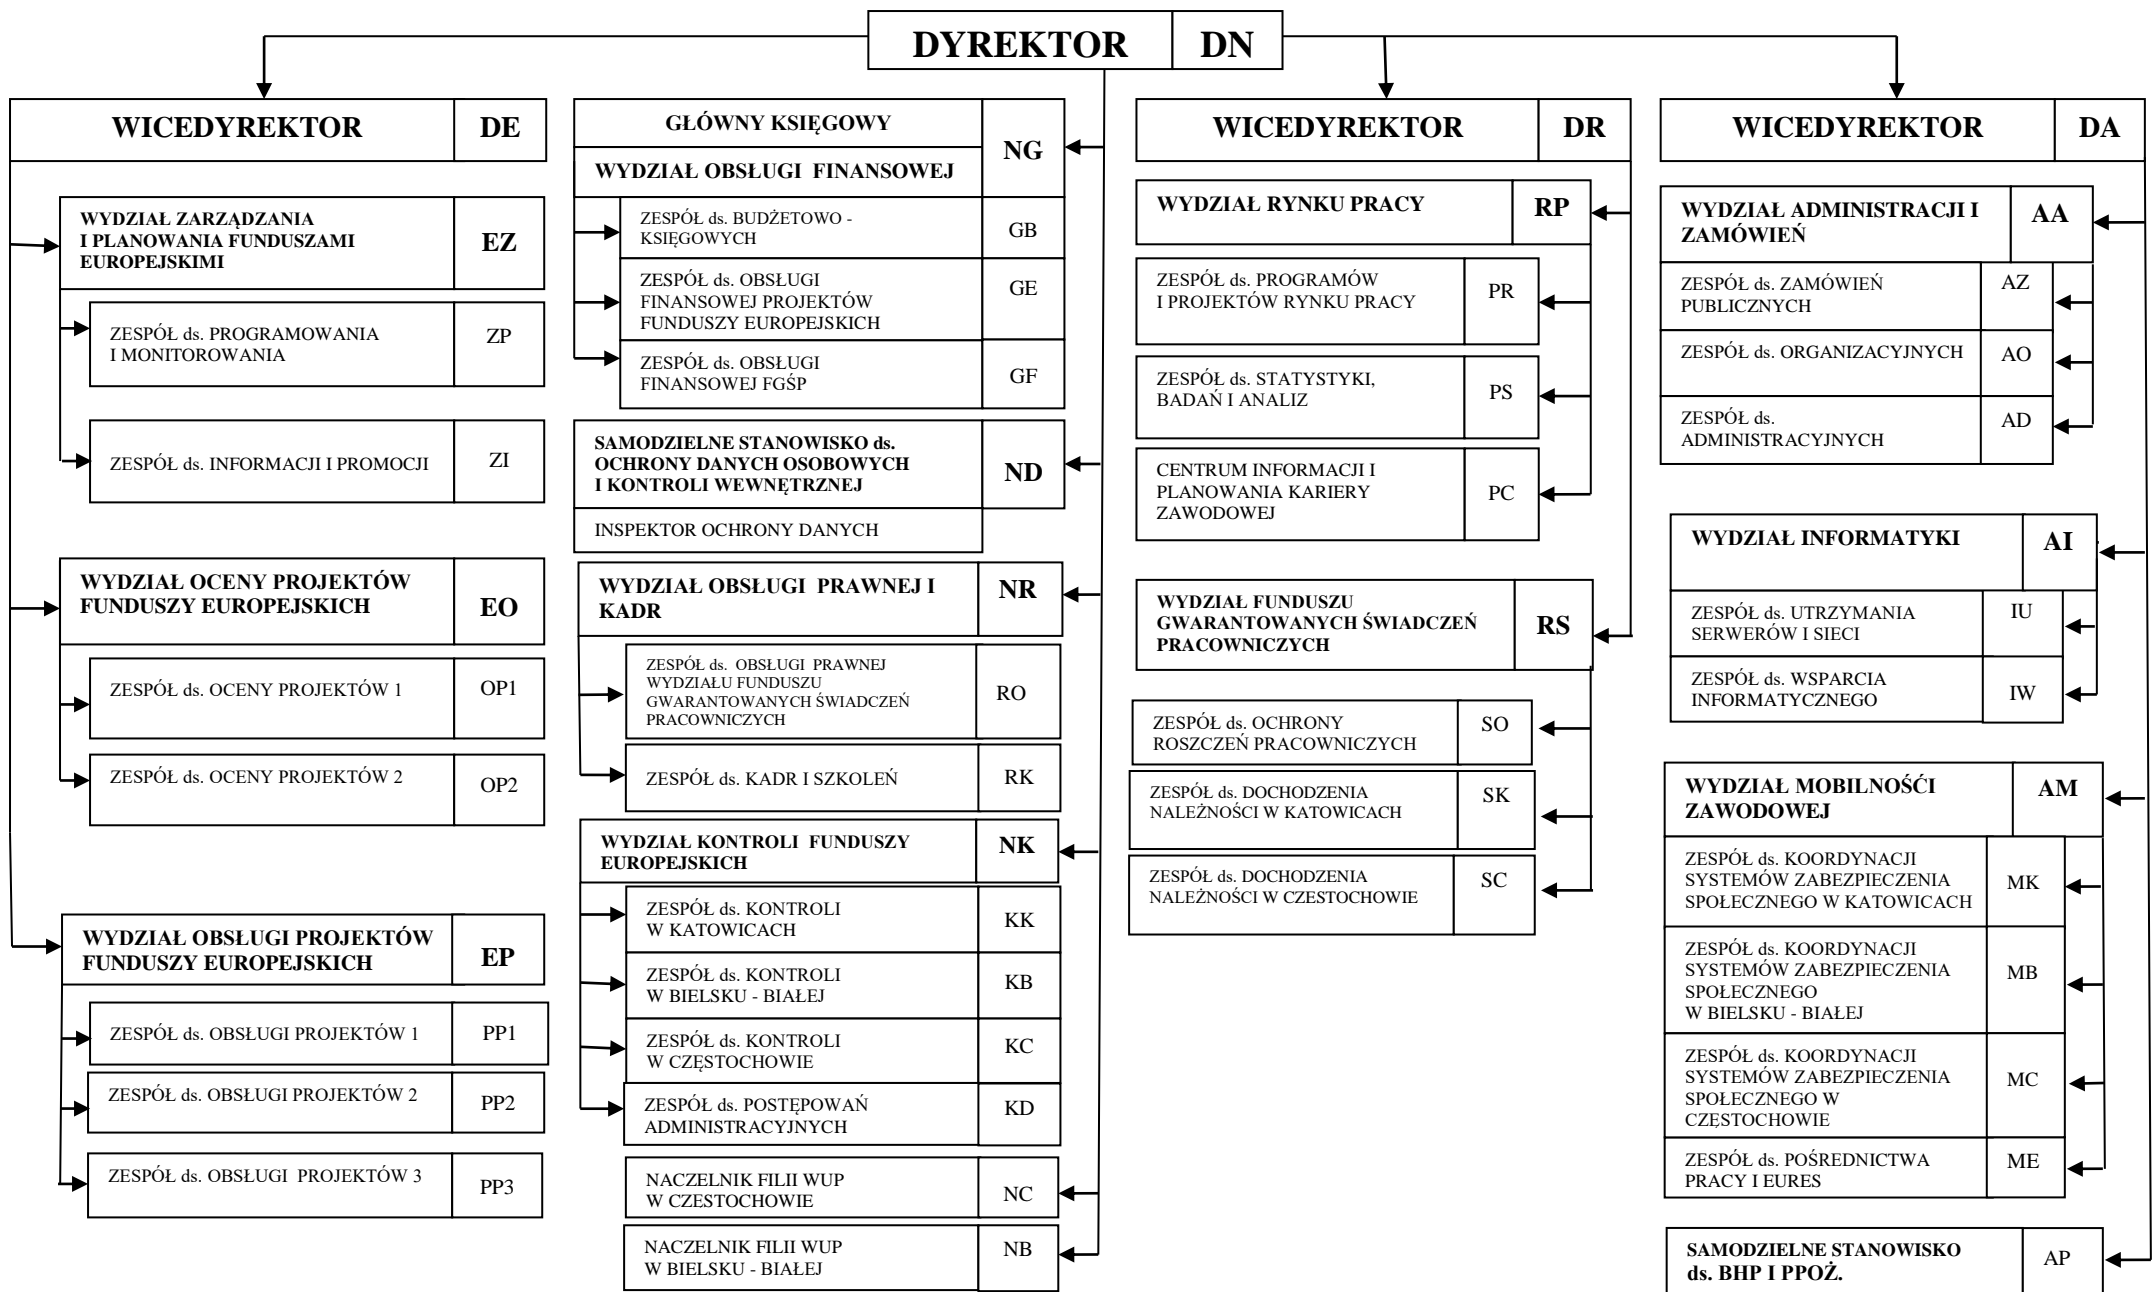 DYREKTOR DN
WICEDYREKTOR DE
WYDZIAŁ ZARZĄDZANIA
I PLANOWANIA FUNDUSZAMI
EUROPEJSKIMI
EZ
ZESPÓŁ ds. PROGRAMOWANIA
I MONITOROWANIA
ZP
ZESPÓŁ ds. INFORMACJI I PROMOCJI ZI
WYDZIAŁ OCENY PROJEKTÓW
FUNDUSZY EUROPEJSKICH
EO
ZESPÓŁ ds. OCENY PROJEKTÓW 1 OP1
ZESPÓŁ ds. OCENY PROJEKTÓW 2 OP2
WYDZIAŁ OBSŁUGI PROJEKTÓW
FUNDUSZY EUROPEJSKICH
EP
ZESPÓŁ ds. OBSŁUGI PROJEKTÓW 1 PP1
ZESPÓŁ ds. OBSŁUGI PROJEKTÓW 2 PP2
ZESPÓŁ ds. OBSŁUGI PROJEKTÓW 3 PP3
GŁÓWNY KSIĘGOWY
NG
WYDZIAŁ OBSŁUGI FINANSOWEJ
ZESPÓŁ ds. BUDŻETOWO -
KSIĘGOWYCH
GB
ZESPÓŁ ds. OBSŁUGI
FINANSOWEJ PROJEKTÓW
FUNDUSZY EUROPEJSKICH
GE
ZESPÓŁ ds. OBSŁUGI
FINANSOWEJ FGŚP
GF
SAMODZIELNE STANOWISKO ds.
OCHRONY DANYCH OSOBOWYCH
I KONTROLI WEWNĘTRZNEJ
ND
INSPEKTOR OCHRONY DANYCH
WYDZIAŁ OBSŁUGI PRAWNEJ I
KADR
NR
ZESPÓŁ ds. OBSŁUGI PRAWNEJ
WYDZIAŁU FUNDUSZU
GWARANTOWANYCH ŚWIADCZEŃ
PRACOWNICZYCH
RO
ZESPÓŁ ds. KADR I SZKOLEŃ RK
WYDZIAŁ KONTROLI FUNDUSZY
EUROPEJSKICH
NK
ZESPÓŁ ds. KONTROLI
W KATOWICACH
KK
ZESPÓŁ ds. KONTROLI
W BIELSKU - BIAŁEJ
KB
ZESPÓŁ ds. KONTROLI
W CZĘSTOCHOWIE
KC
ZESPÓŁ ds. POSTĘPOWAŃ
ADMINISTRACYJNYCH
KD
NACZELNIK FILII WUP
W CZESTOCHOWIE
NC
NACZELNIK FILII WUP
W BIELSKU - BIAŁEJ
NB
WICEDYREKTOR DR
WYDZIAŁ RYNKU PRACY RP
ZESPÓŁ ds. PROGRAMÓW
I PROJEKTÓW RYNKU PRACY
PR
ZESPÓŁ ds. STATYSTYKI,
BADAŃ I ANALIZ
PS
CENTRUM INFORMACJI I
PLANOWANIA KARIERY
ZAWODOWEJ
PC
WYDZIAŁ FUNDUSZU
GWARANTOWANYCH ŚWIADCZEŃ
PRACOWNICZYCH
RS
ZESPÓŁ ds. OCHRONY
ROSZCZEŃ PRACOWNICZYCH
SO
ZESPÓŁ ds. DOCHODZENIA
NALEŻNOŚCI W KATOWICACH
SK
ZESPÓŁ ds. DOCHODZENIA
NALEŻNOŚCI W CZESTOCHOWIE
SC
WICEDYREKTOR DA
WYDZIAŁ ADMINISTRACJI I
ZAMÓWIEŃ
AA
ZESPÓŁ ds. ZAMÓWIEŃ
PUBLICZNYCH
AZ
ZESPÓŁ ds. ORGANIZACYJNYCH AO
ZESPÓŁ ds.
ADMINISTRACYJNYCH
AD
WYDZIAŁ INFORMATYKI AI
ZESPÓŁ ds. UTRZYMANIA
SERWERÓW I SIECI
IU
ZESPÓŁ ds. WSPARCIA
INFORMATYCZNEGO
IW
WYDZIAŁ MOBILNOŚĆI
ZAWODOWEJ
AM
ZESPÓŁ ds. KOORDYNACJI
SYSTEMÓW ZABEZPIECZENIA
SPOŁECZNEGO W KATOWICACH
MK
ZESPÓŁ ds. KOORDYNACJI
SYSTEMÓW ZABEZPIECZENIA
SPOŁECZNEGO
W BIELSKU - BIAŁEJ
MB
ZESPÓŁ ds. KOORDYNACJI
SYSTEMÓW ZABEZPIECZENIA
SPOŁECZNEGO W
CZĘSTOCHOWIE
MC
ZESPÓŁ ds. POŚREDNICTWA
PRACY I EURES
ME
SAMODZIELNE STANOWISKO
ds. BHP I PPOŻ.
AP